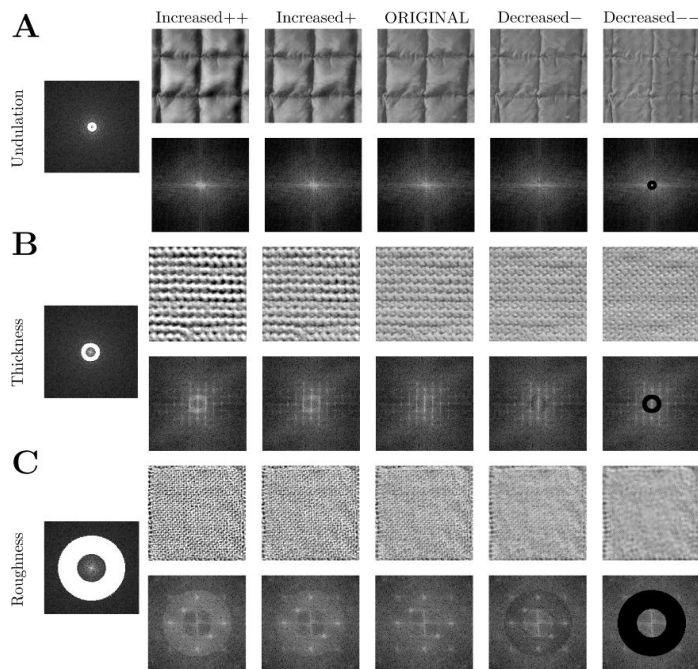 A
Increased++ Increased+ ORIGINAL Decreased− Decreased−−
Undulation
B
Thickness
C
Roughness